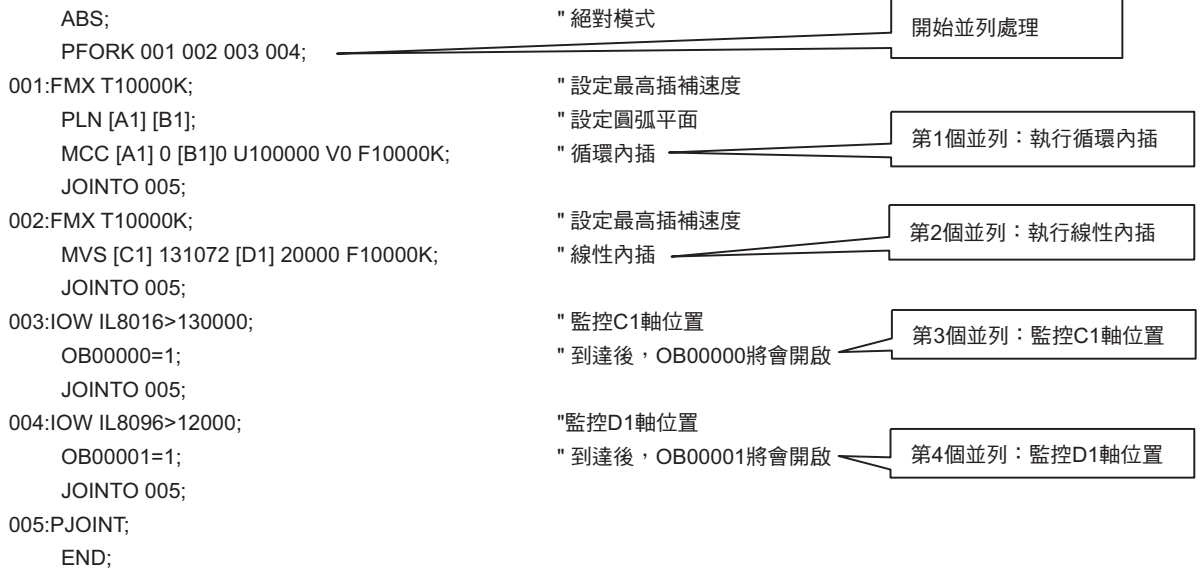 ABS; " 絕對模式
開始並列處理
PFORK 001 002 003 004;
001:FMX T10000K; " 設定最高插補速度
PLN [A1] [B1]; " 設定圓弧平面
第1個並列：執行循環內插
MCC [A1] 0 [B1]0 U100000 V0 F10000K; " 循環內插
JOINTO 005;
002:FMX T10000K; " 設定最高插補速度
第2個並列：執行線性內插
MVS [C1] 131072 [D1] 20000 F10000K; " 線性內插
JOINTO 005;
003:IOW IL8016>130000; " 監控C1軸位置
第3個並列：監控C1軸位置
OB00000=1; " 到達後，OB00000將會開啟
JOINTO 005;
004:IOW IL8096>12000; "監控D1軸位置
OB00001=1; " 到達後，OB00001將會開啟
第4個並列：監控D1軸位置
JOINTO 005;
005:PJOINT;
END;